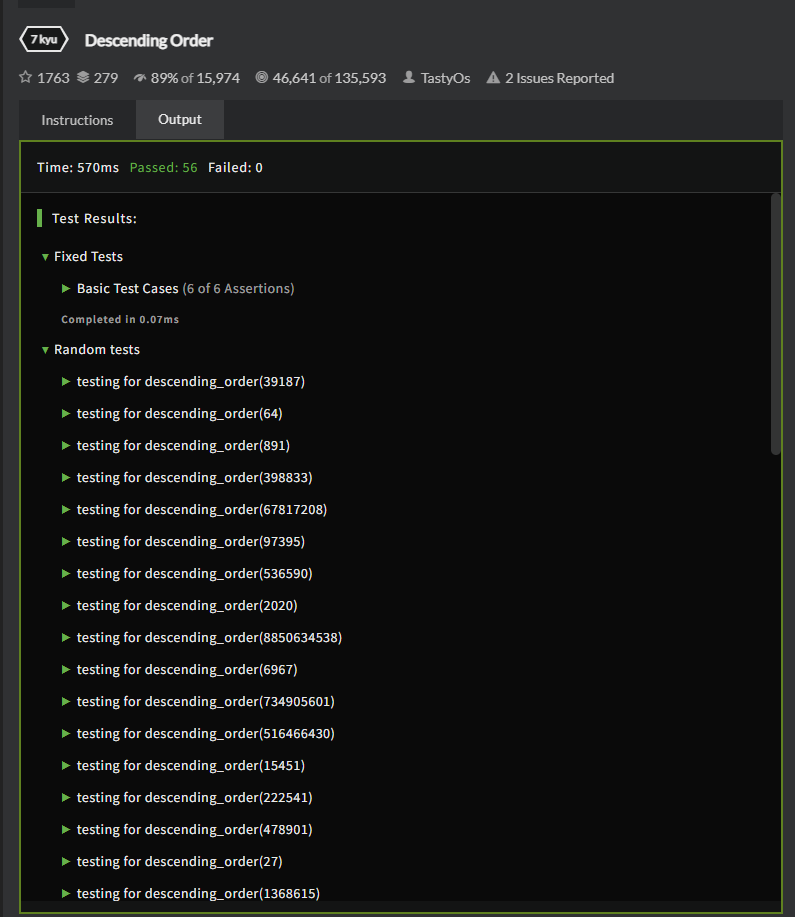 7 kyu Descending Order
1763 279 89% of 15,974 46,641 of 135,593 TastyOs 2 Issues Reported
Instructions Output
Time: 570ms Passed: 56 Failed: 0
Test Results:
Fixed Tests
Basic Test Cases (6 of 6 Assertions)
Completed in 0.07ms
Random tests
testing for descending_order(39187)
testing for descending_order(64)
testing for descending_order(891)
testing for descending_order(398833)
testing for descending_order(67817208)
testing for descending_order(97395)
testing for descending_order(536590)
testing for descending_order(2020)
testing for descending_order(8850634538)
testing for descending_order(6967)
testing for descending_order(734905601)
testing for descending_order(516466430)
testing for descending_order(15451)
testing for descending_order(222541)
testing for descending_order(478901)
testing for descending_order(27)
testing for descending_order(1368615)